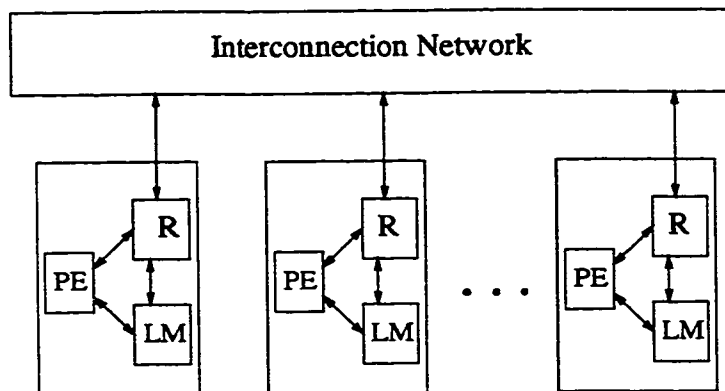 Interconnection Network
R
PE
LM
R
PE
LM
. . .
R
PE
LM